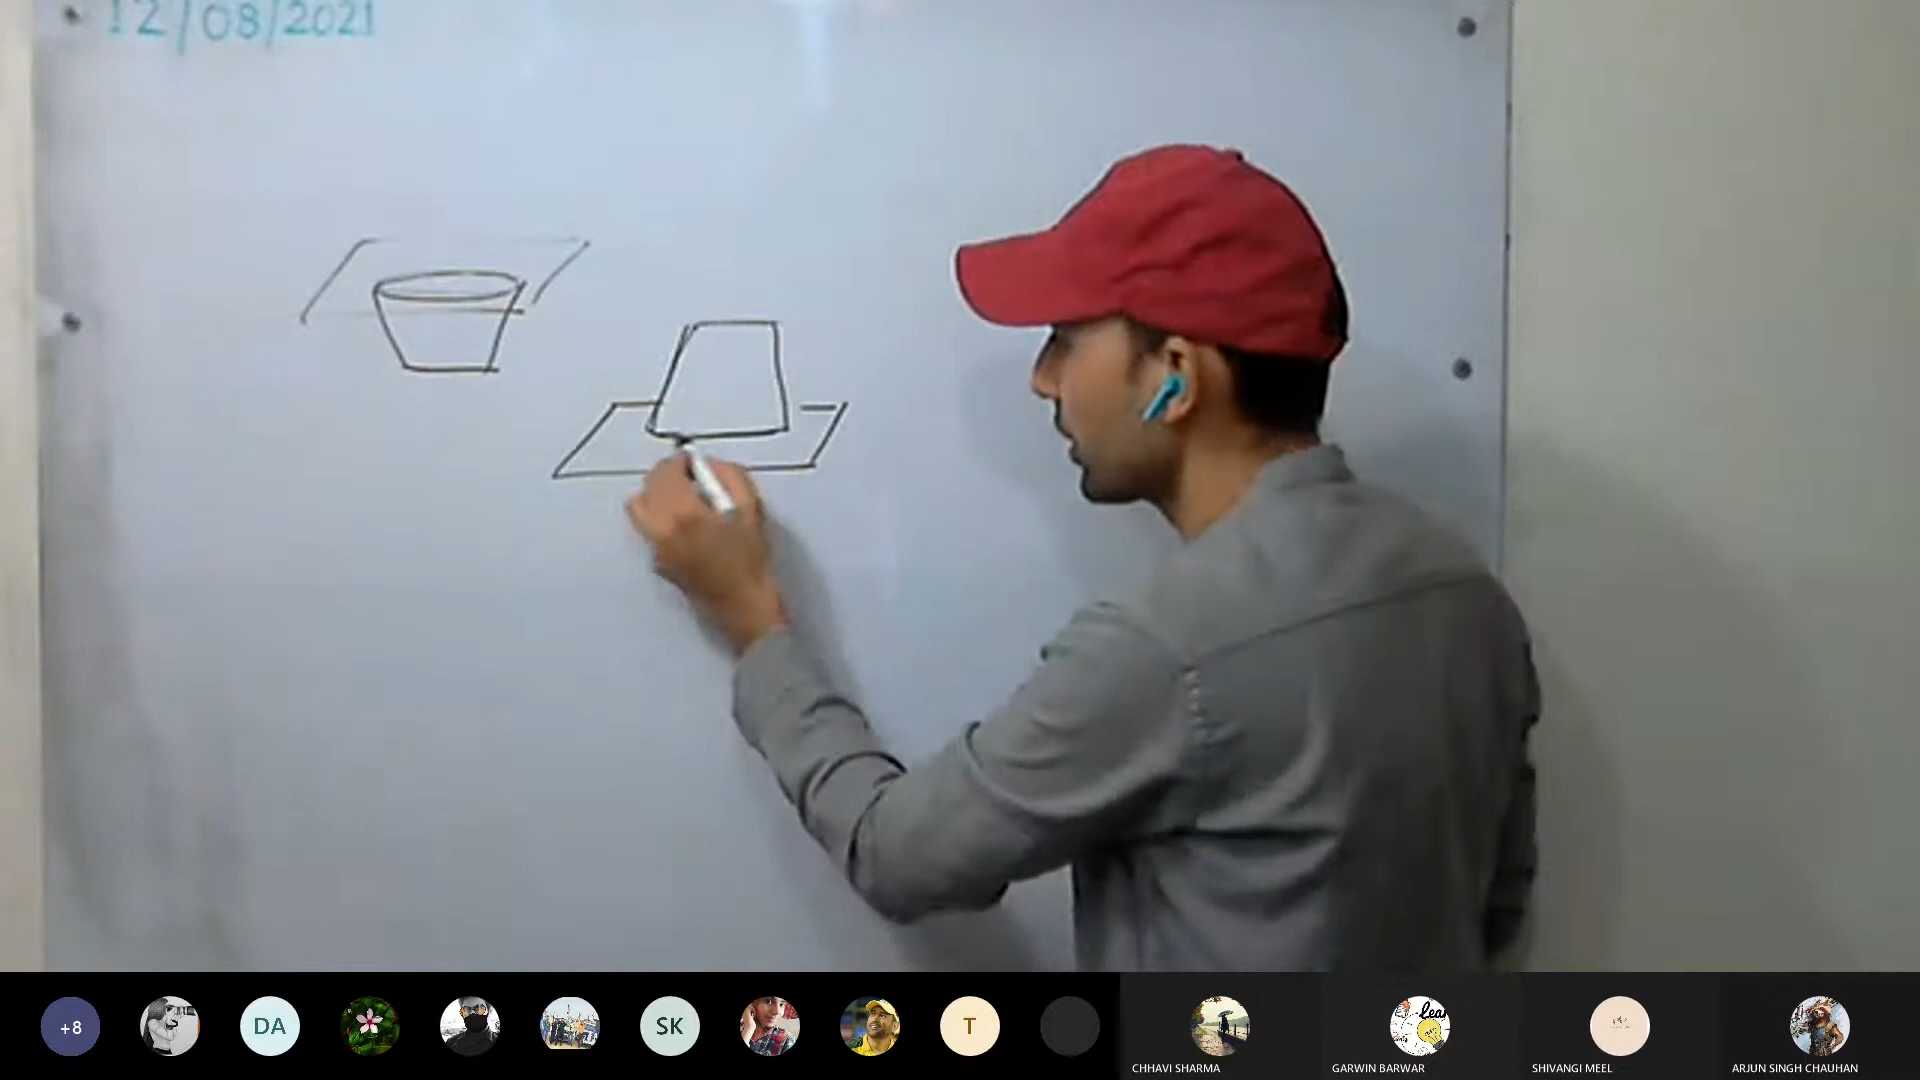 12/08/2021
+8
DA
SK
T
CHHAVI SHARMA
GARWIN BARWAR
SHIVANGI MEEL
ARJUN SINGH CHAUHAN